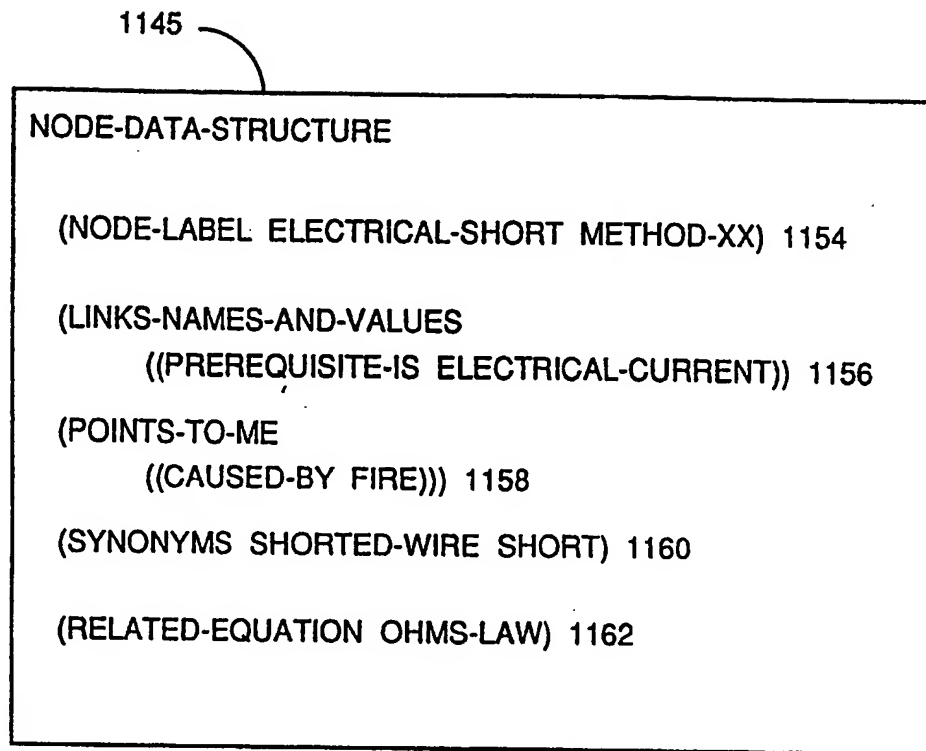 1145
NODE-DATA-STRUCTURE
(NODE-LABEL ELECTRICAL-SHORT METHOD-XX) 1154
(LINKS-NAMES-AND-VALUES
((PREREQUISITE-IS ELECTRICAL-CURRENT)) 1156
(POINTS-TO-ME
((CAUSED-BY FIRE))) 1158
(SYNONYMS SHORTED-WIRE SHORT) 1160
(RELATED-EQUATION OHMS-LAW) 1162